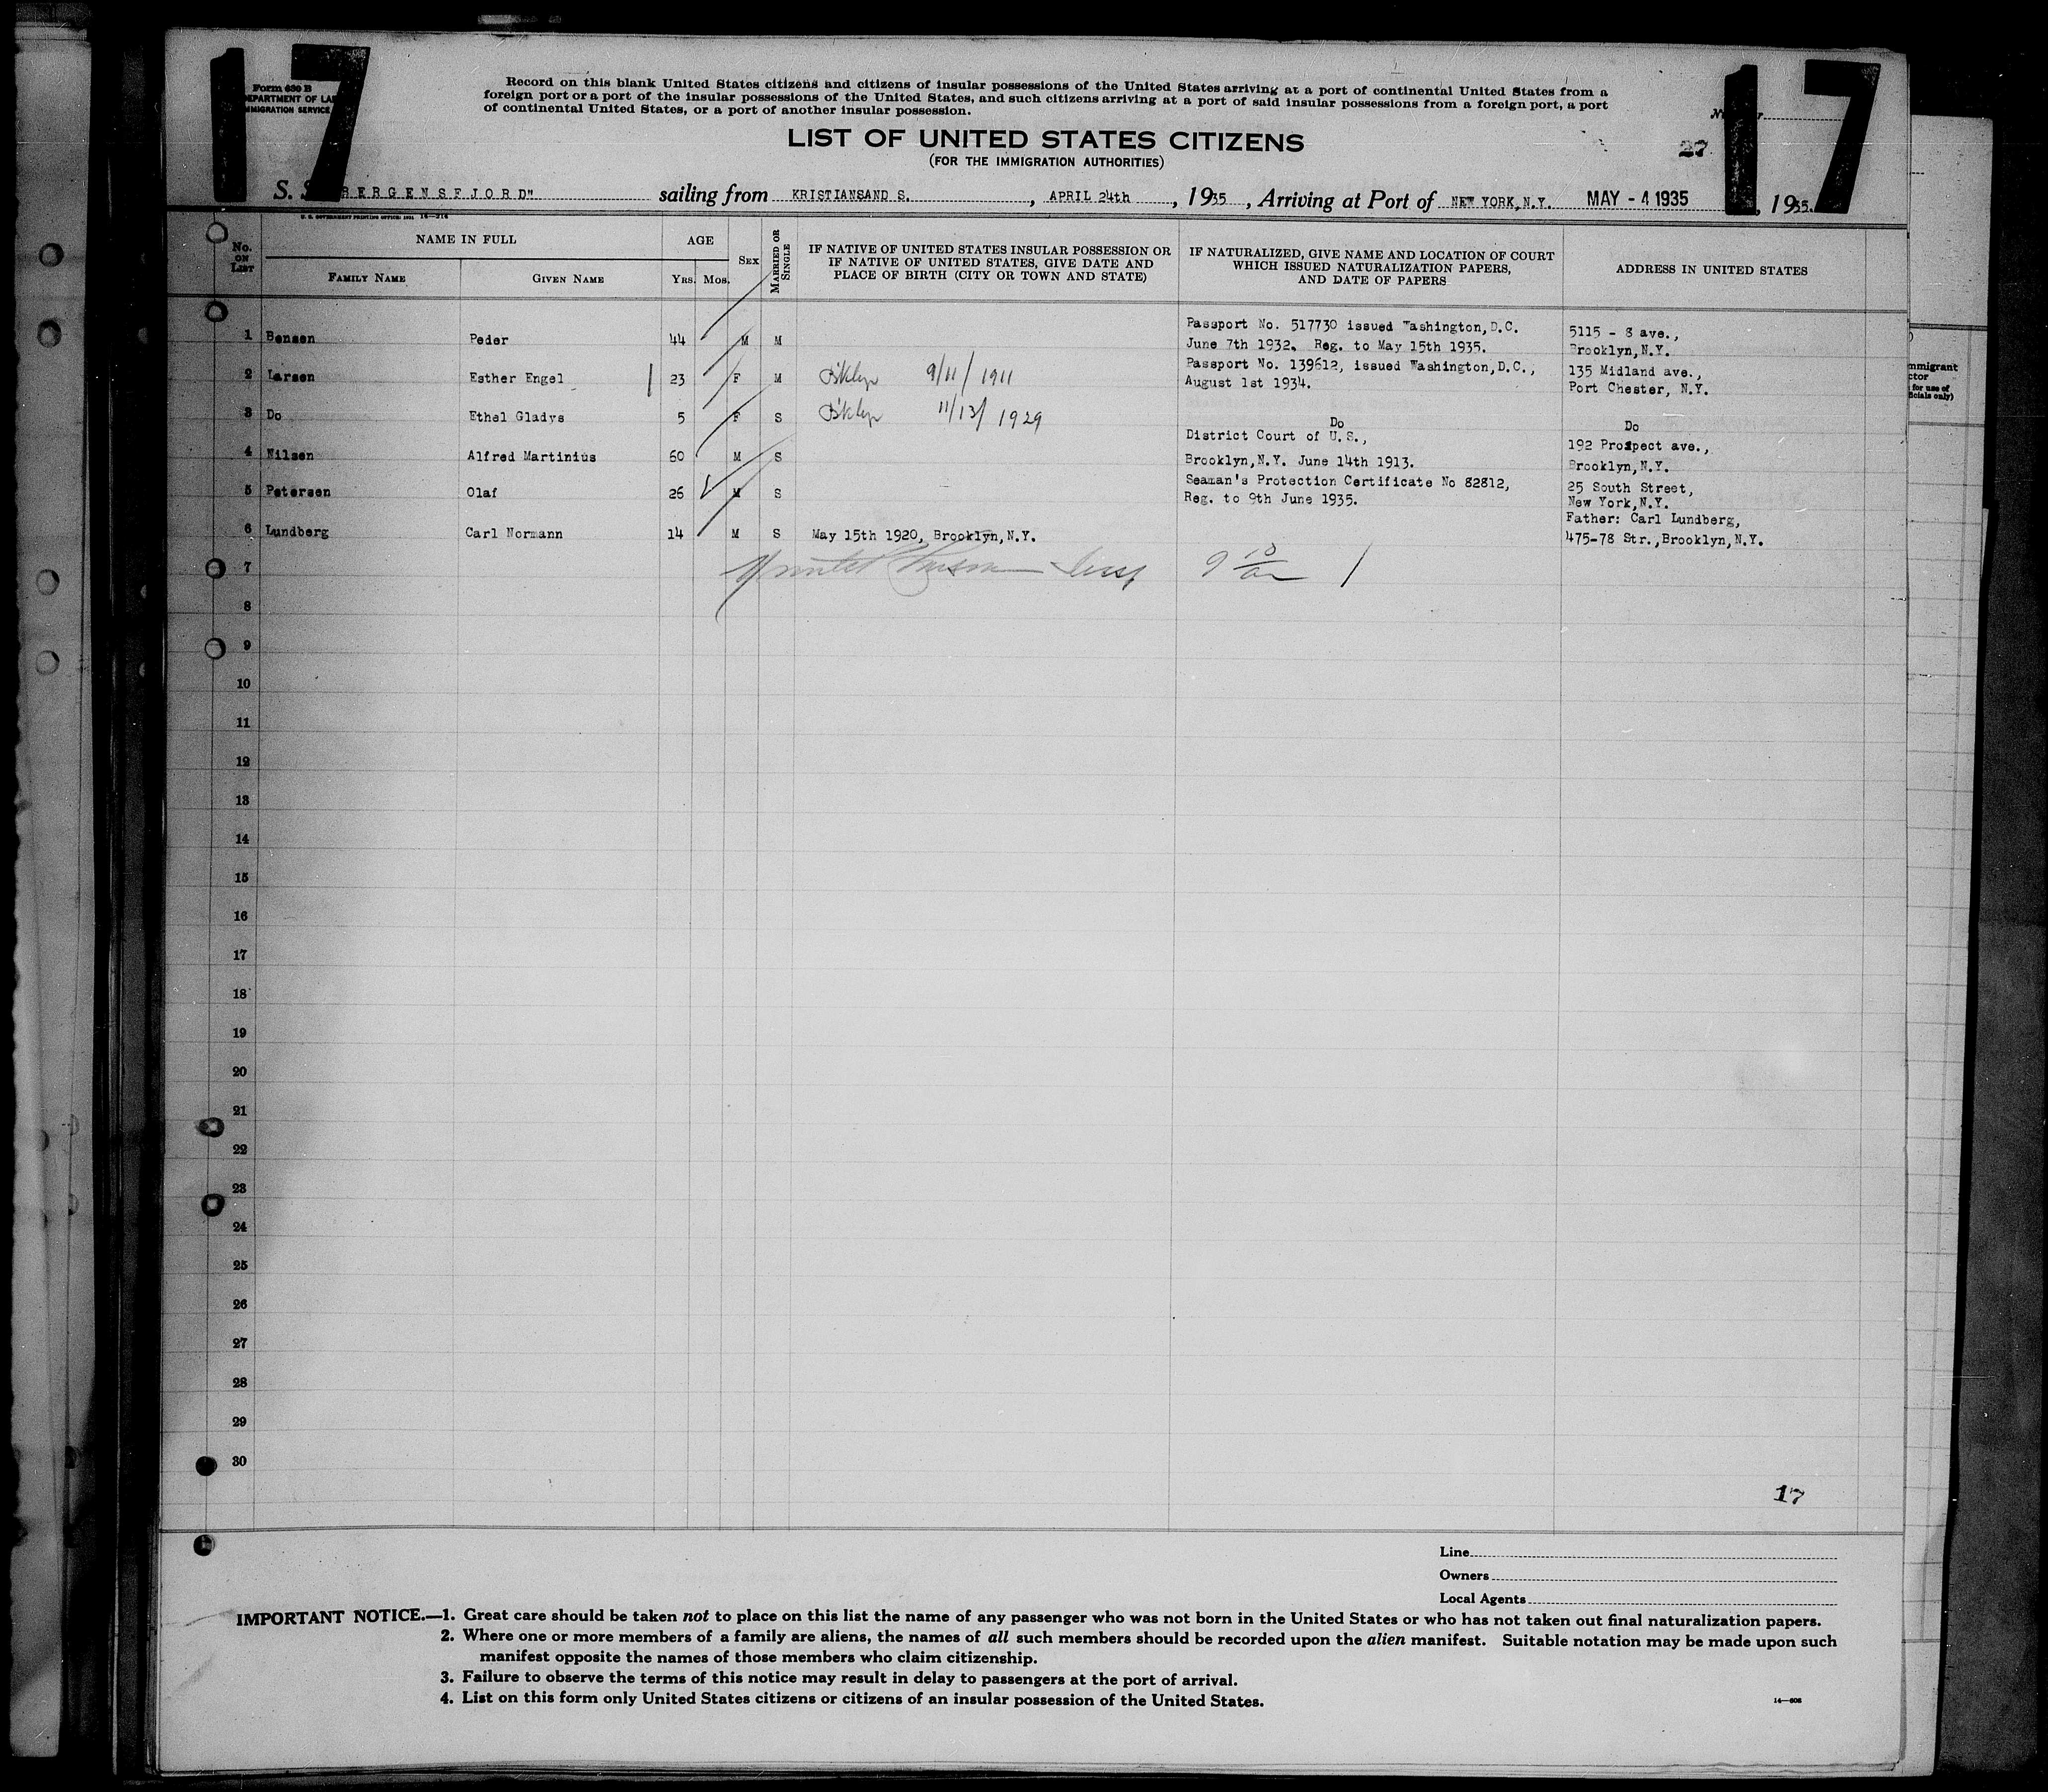 17 17
Form 630 B
DEPARTMENT OF LA
IMMIGRATION SERVICE
Record on this blank United States citizens and citizens of insular possessions of the United States arriving at a port of continental United States from a
foreign port or a port of the insular possessions of the United States, and such citizens arriving at a port of said insular possessions from a foreign port, a port
of continental United States, or a port of another insular possession.
LIST OF UNITED STATES CITIZENS
(FOR THE IMMIGRATION AUTHORITIES)
27
S. S. BERGENSFJORD" sailing from KRISTIANSAND S. , APRIL 24th , 1935 , Arriving at Port of NEW YORK, N.Y. MAY - 4 1935 , 1935.
U. S. GOVERNMENT PRINTING OFFICE: 1931 14—216
No. ON LIST
NAME IN FULL
FAMILY NAME GIVEN NAME
AGE
YRS. MOS.
SEX
MARRIED OR SINGLE
IF NATIVE OF UNITED STATES INSULAR POSSESSION OR
IF NATIVE OF UNITED STATES, GIVE DATE AND
PLACE OF BIRTH (CITY OR TOWN AND STATE)
IF NATURALIZED, GIVE NAME AND LOCATION OF COURT
WHICH ISSUED NATURALIZATION PAPERS,
AND DATE OF PAPERS
ADDRESS IN UNITED STATES
1 Bensen Peder 44 M M Passport No. 517730 issued Washington, D.C. 5115 - 8 ave.,
June 7th 1932. Reg. to May 15th 1935. Brooklyn, N.Y.
2 Larsen Esther Engel 23 F M B'klyn 9/11/1911 Passport No. 139612, issued Washington, D.C., 135 Midland ave.,
August 1st 1934. Port Chester, N.Y.
3 Do Ethel Gladys 5 F S B'klyn 11/13/1929 Do Do
4 Nilsen Alfred Martinius 60 M S District Court of U.S., 192 Prospect ave.,
Brooklyn, N.Y. June 14th 1913. Brooklyn, N.Y.
5 Petersen Olaf 26 M S Seaman's Protection Certificate No 82812, 25 South Street,
Reg. to 9th June 1935. New York, N.Y.
6 Lundberg Carl Normann 14 M S May 15th 1920, Brooklyn, N.Y. Father: Carl Lundberg,
475-78 Str., Brooklyn, N.Y.
7
8
9
10
11
12
13
14
15
16
17
18
19
20
21
22
23
24
25
26
27
28
29
30
17
Line
Owners
Local Agents
IMPORTANT NOTICE.—1. Great care should be taken not to place on this list the name of any passenger who was not born in the United States or who has not taken out final naturalization papers.
2. Where one or more members of a family are aliens, the names of all such members should be recorded upon the alien manifest. Suitable notation may be made upon such
manifest opposite the names of those members who claim citizenship.
3. Failure to observe the terms of this notice may result in delay to passengers at the port of arrival.
4. List on this form only United States citizens or citizens of an insular possession of the United States.
14—608
mmigrant
ctor
for use of
ficials only)